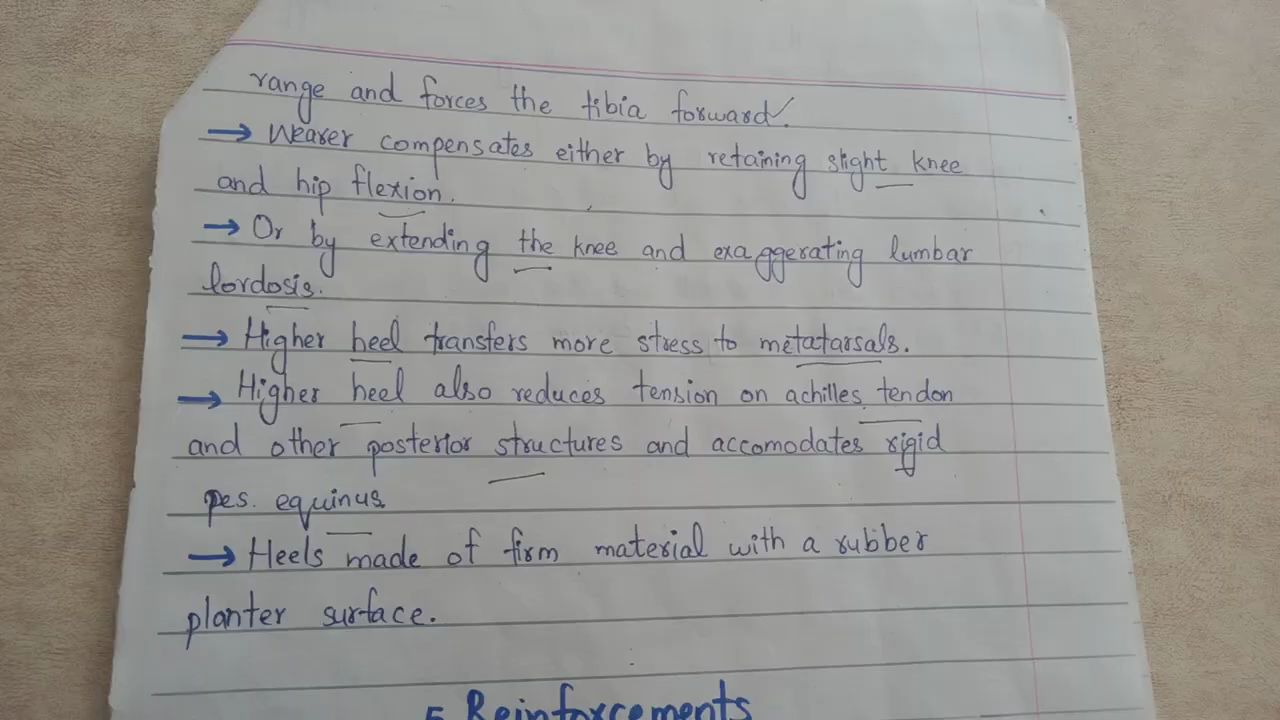 range and forces the tibia forward.
→ Wearer compensates either by retaining slight knee
and hip flexion.
→ Or by extending the knee and exaggerating lumbar
lordosis.
→ Higher heel transfers more stress to metatarsals.
→ Higher heel also reduces tension on achilles tendon
and other posterior structures and accomodates rigid
pes. equinus.
→ Heels made of firm material with a rubber
planter surface.
5. Reinforcements